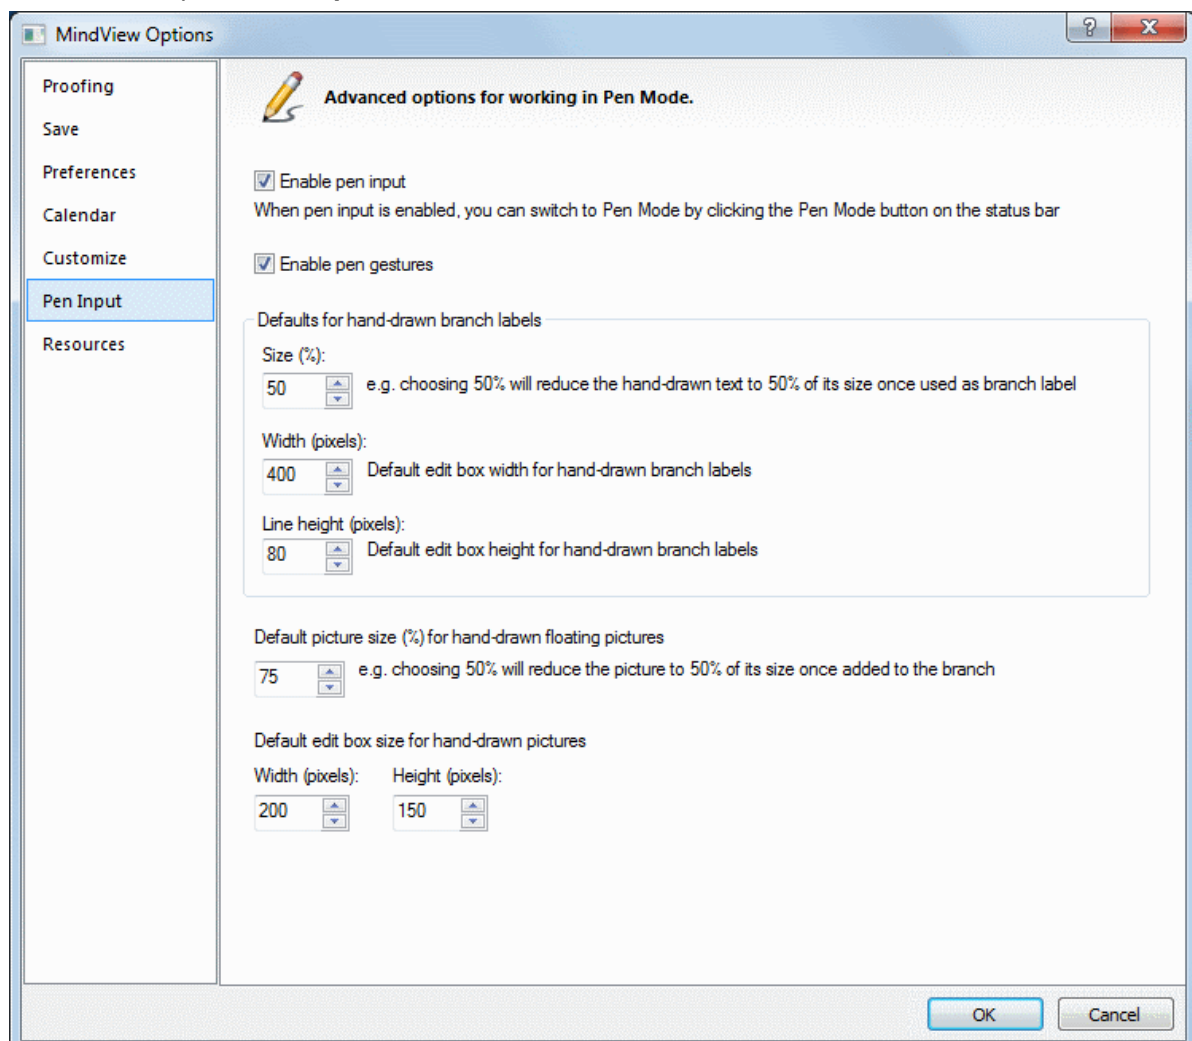 MindView Options
Proofing
Save
Preferences
Calendar
Customize
Pen Input
Resources
Advanced options for working in Pen Mode.
Enable pen input
When pen input is enabled, you can switch to Pen Mode by clicking the Pen Mode button on the status bar
Enable pen gestures
Defaults for hand-drawn branch labels
Size (%):
50 e.g. choosing 50% will reduce the hand-drawn text to 50% of its size once used as branch label
Width (pixels):
400 Default edit box width for hand-drawn branch labels
Line height (pixels):
80 Default edit box height for hand-drawn branch labels
Default picture size (%) for hand-drawn floating pictures
75 e.g. choosing 50% will reduce the picture to 50% of its size once added to the branch
Default edit box size for hand-drawn pictures
Width (pixels): Height (pixels):
200 150
OK Cancel